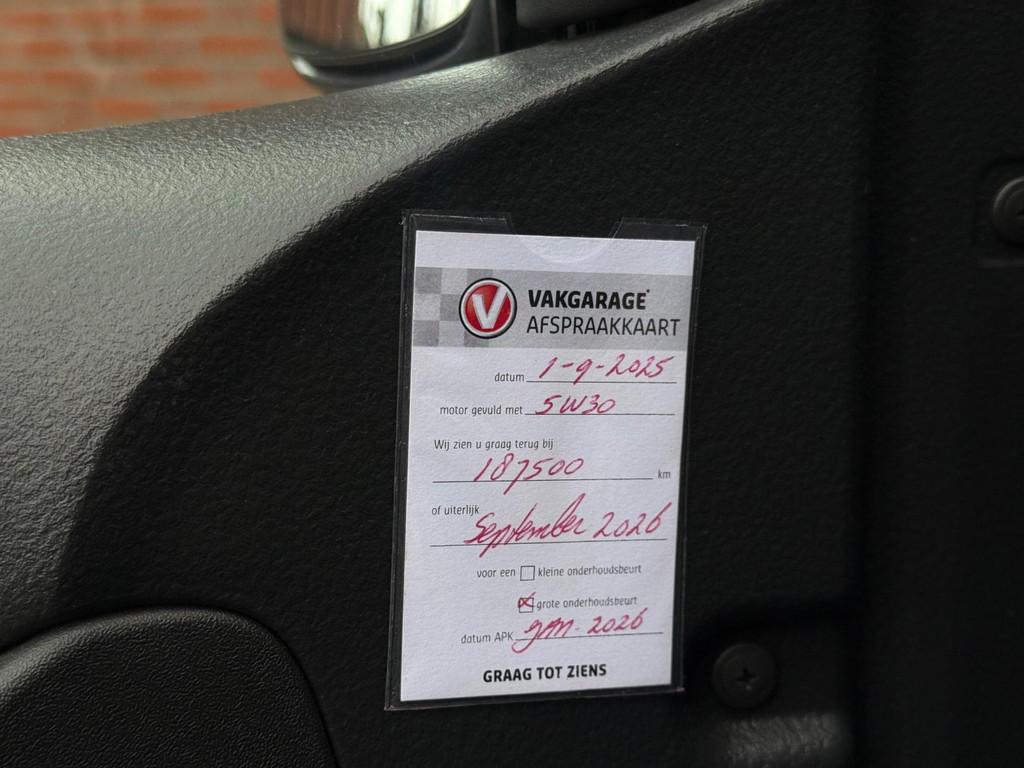 V VAKGARAGE®
AFSPRAAKKAART
datum 1-9-2025
motor gevuld met 5W30
Wij zien u graag terug bij
187500 km
of uiterlijk
September 2026
voor een kleine onderhoudsbeurt
grote onderhoudsbeurt
datum APK jan-2026
GRAAG TOT ZIENS